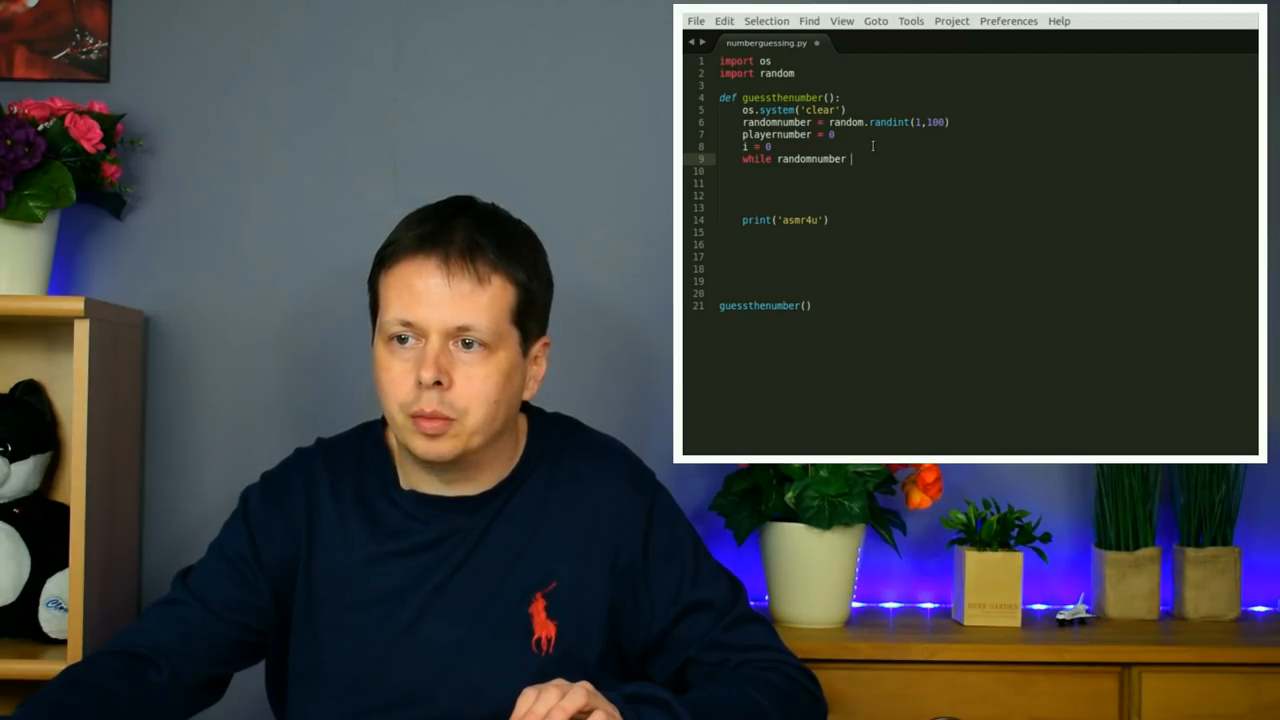 File Edit Selection Find View Goto Tools Project Preferences Help
numberguessing.py
1 import os
2 import random
3
4 def guessthenumber():
5 os.system('clear')
6 randomnumber = random.randint(1,100)
7 playernumber = 0
8 i = 0
9 while randomnumber
10
11
12
13
14 print('asmr4u')
15
16
17
18
19
20
21 guessthenumber()
HERB GARDEN